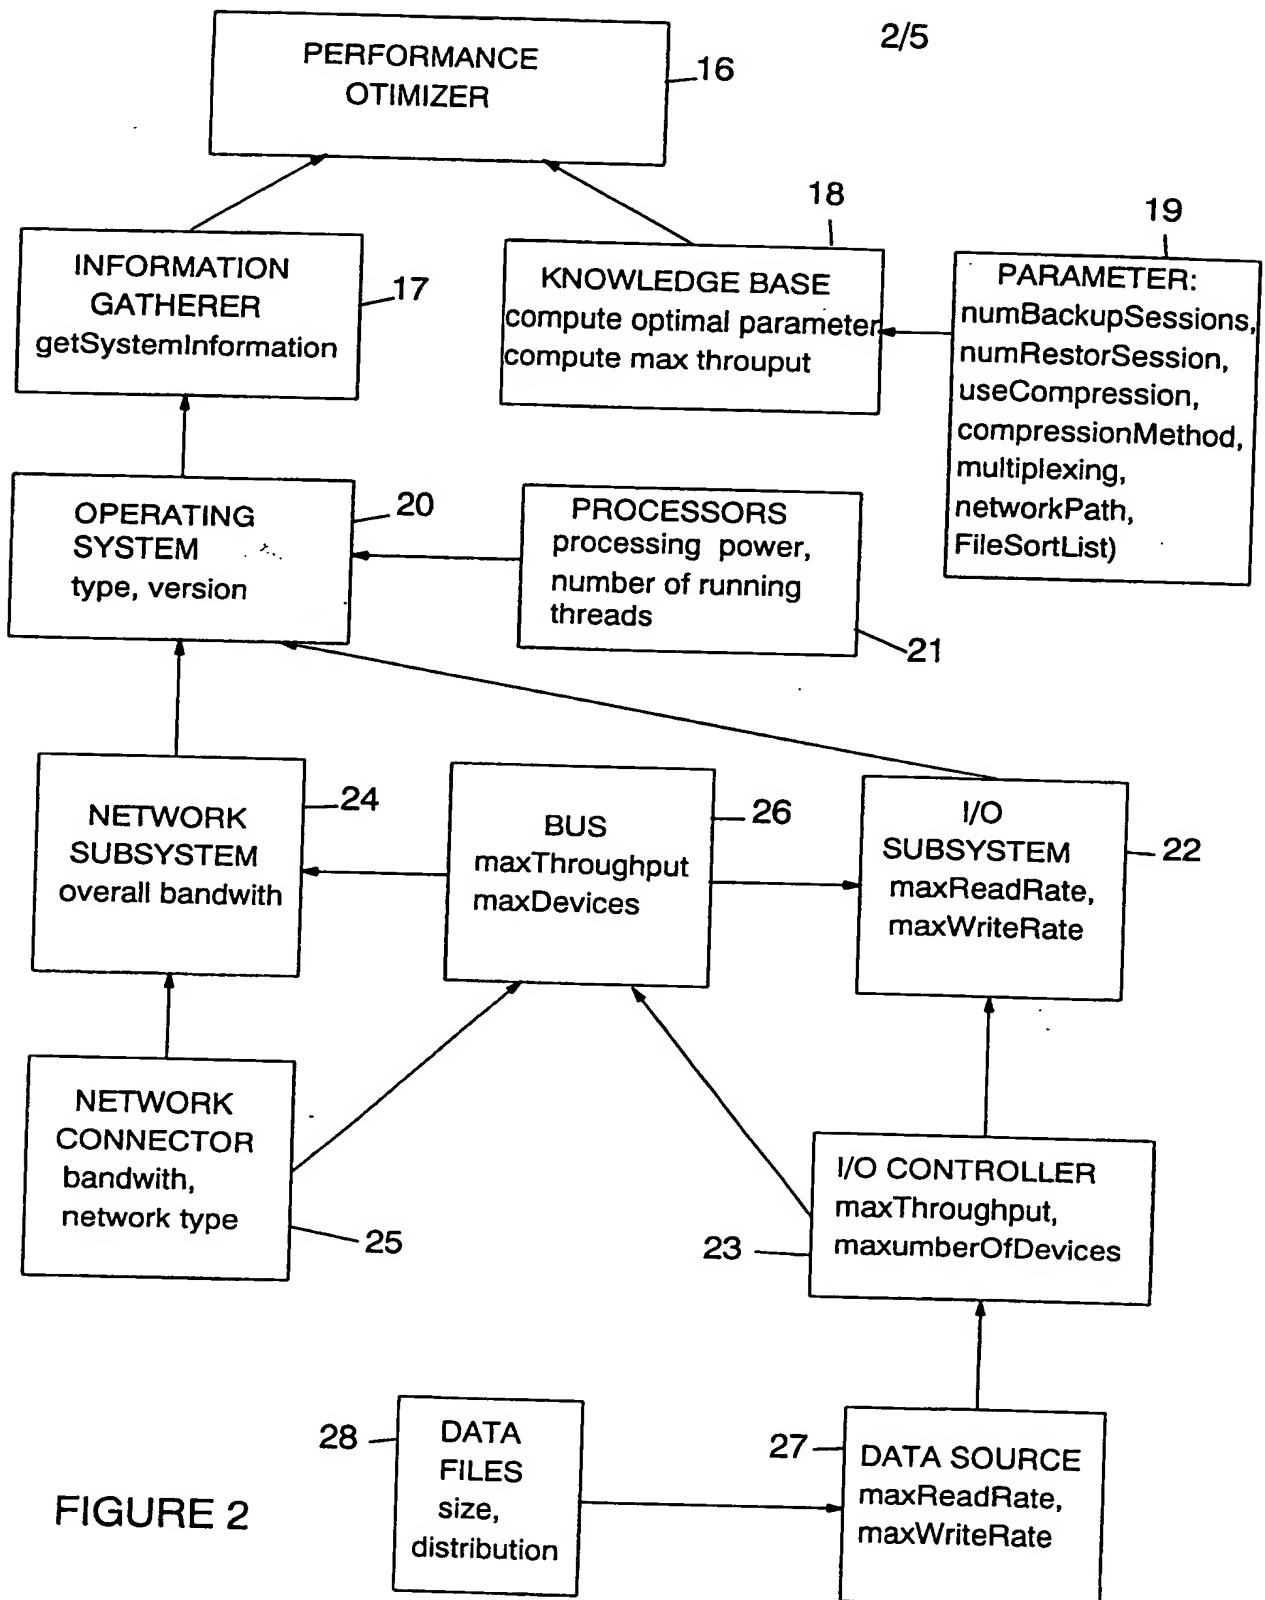 2/5
PERFORMANCE
OTIMIZER
16
18
19
INFORMATION
GATHERER
getSystemInformation
17
KNOWLEDGE BASE
compute optimal parameter
compute max throuput
PARAMETER:
numBackupSessions,
numRestorSession,
useCompression,
compressionMethod,
multiplexing,
networkPath,
FileSortList)
OPERATING
SYSTEM
type, version
20
PROCESSORS
processing power,
number of running
threads
21
NETWORK
SUBSYSTEM
overall bandwith
24
BUS
maxThroughput
maxDevices
26
I/O
SUBSYSTEM
maxReadRate,
maxWriteRate
22
NETWORK
CONNECTOR
bandwith,
network type
25
I/O CONTROLLER
maxThroughput,
maxumberOfDevices
23
28
DATA
FILES
size,
distribution
27
DATA SOURCE
maxReadRate,
maxWriteRate
FIGURE 2